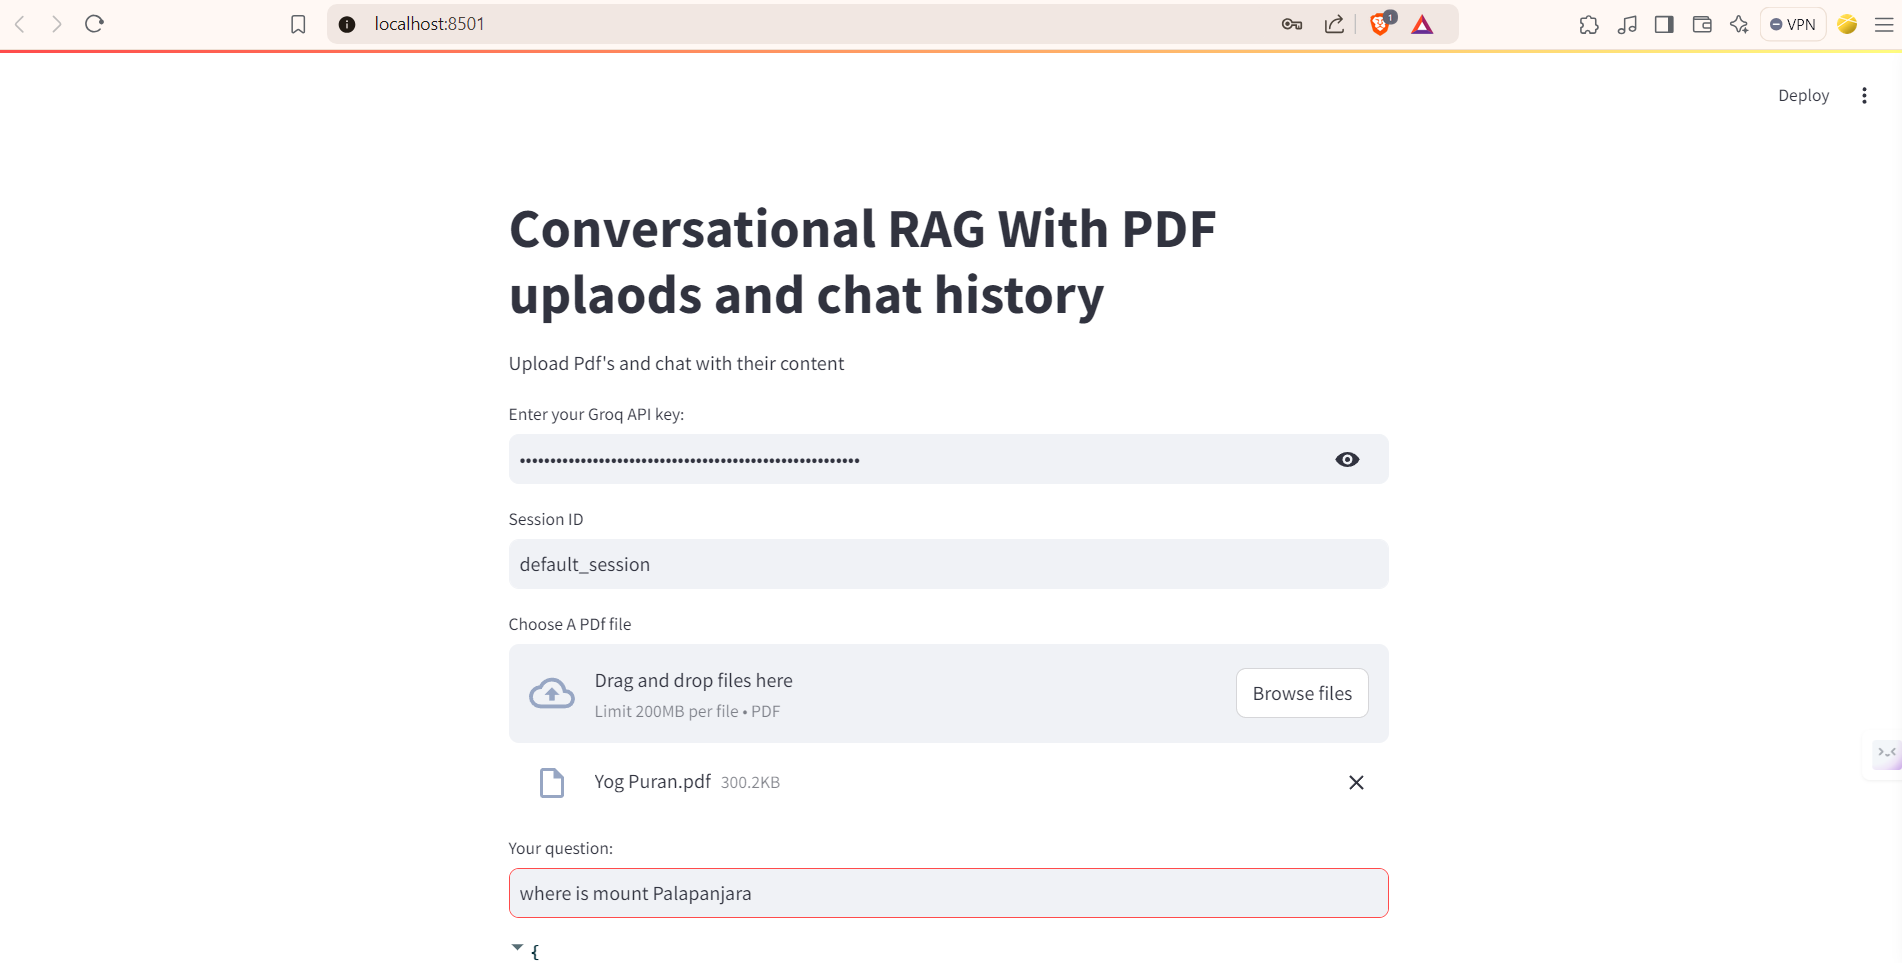 localhost:8501
1
VPN
Deploy
Conversational RAG With PDF
uplaods and chat history
Upload Pdf's and chat with their content
Enter your Groq API key:
••••••••••••••••••••••••••••••••••••••••••••••••••••••••
Session ID
default_session
Choose A PDf file
Drag and drop files here
Limit 200MB per file • PDF
Browse files
Yog Puran.pdf 300.2KB
Your question:
where is mount Palapanjara
{